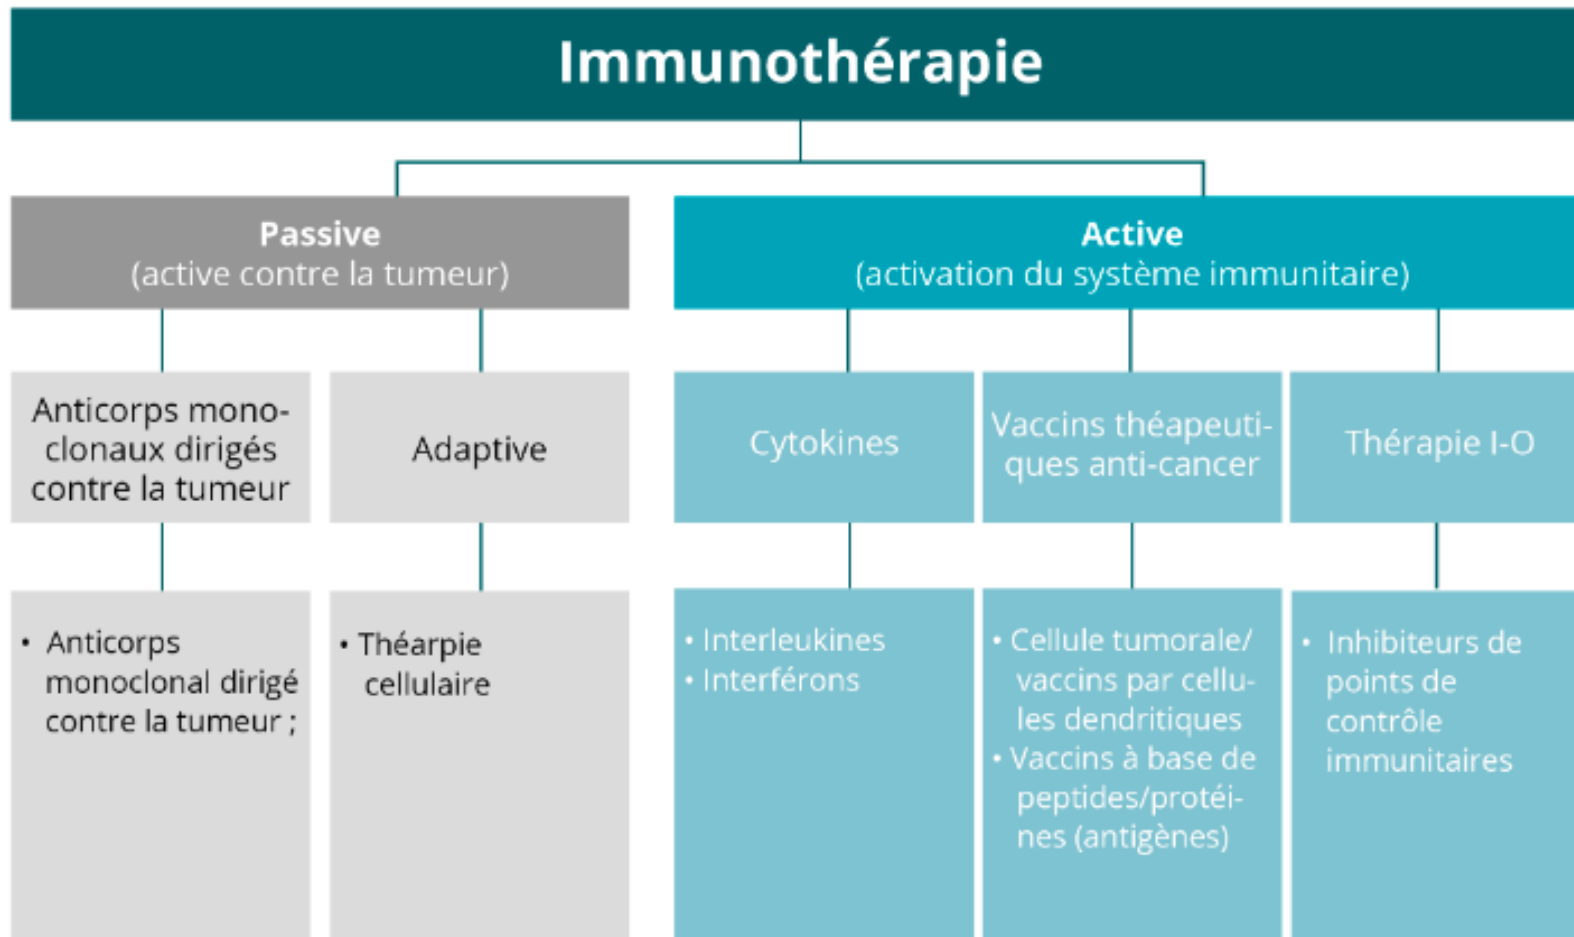 Immunothérapie
Passive
(active contre la tumeur)
Active
(activation du système immunitaire)
Anticorps mono-
clonaux dirigés
contre la tumeur
Adaptive
Cytokines
Vaccins théapeuti-
ques anti-cancer
Thérapie I-O
• Anticorps
monoclonal dirigé
contre la tumeur ;
• Théarpie
cellulaire
• Interleukines
• Interférons
• Cellule tumorale/
vaccins par cellu-
les dendritiques
• Vaccins à base de
peptides/protéi-
nes (antigènes)
• Inhibiteurs de
points de
contrôle
immunitaires